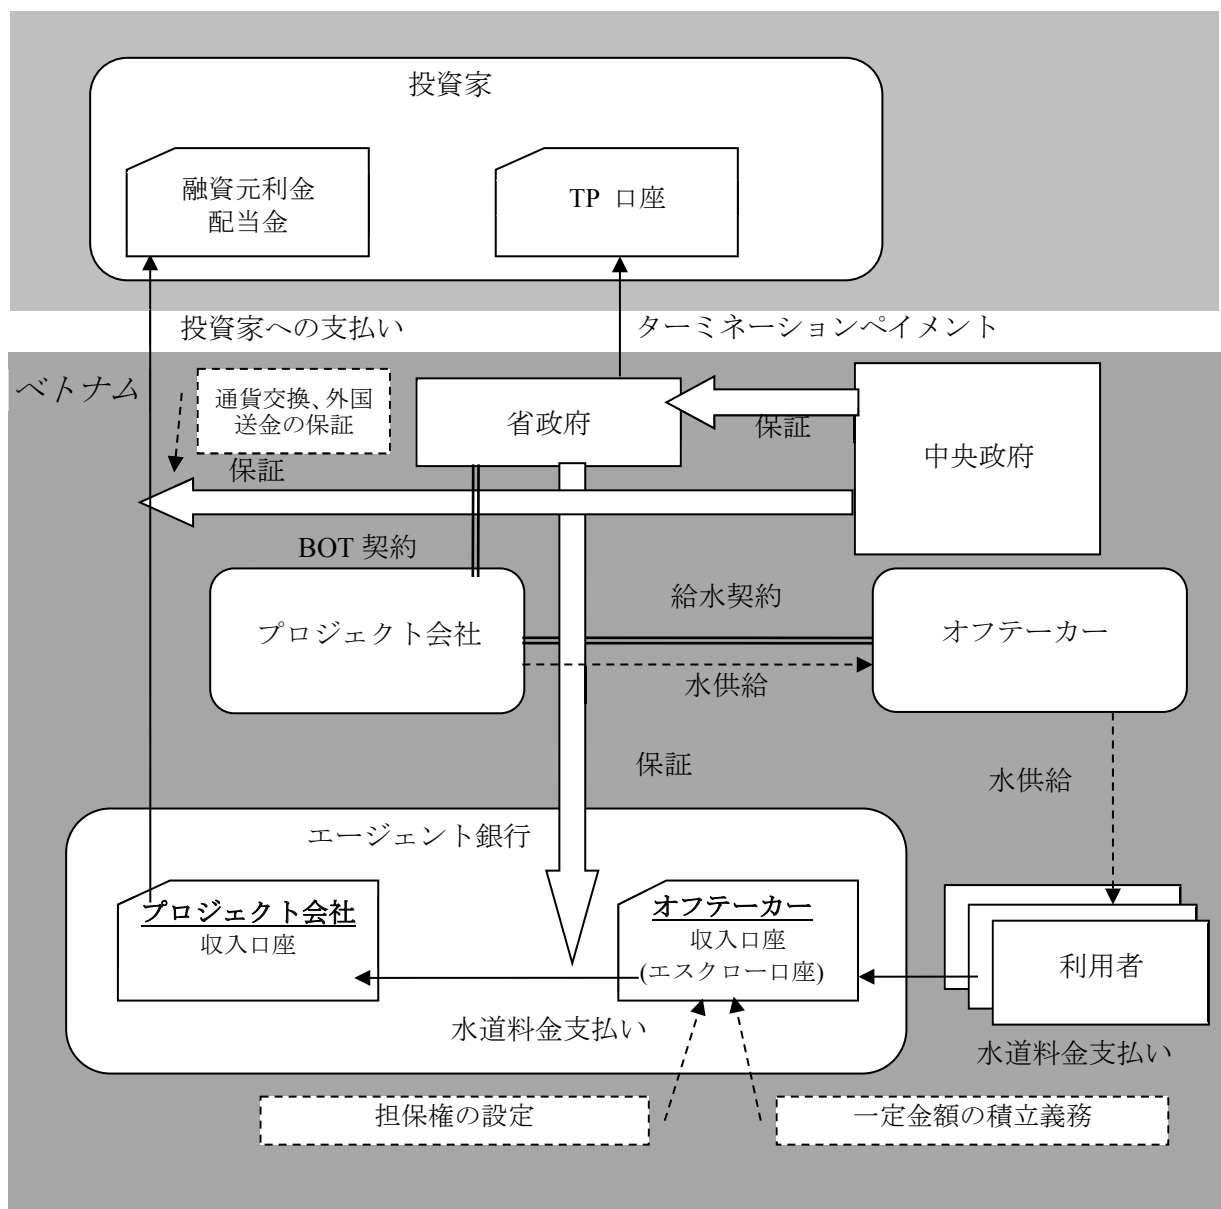 投資家
融資元利金
配当金
TP 口座
投資家への支払い
ターミネーションペイメント
ベトナム
通貨交換、外国
送金の保証
省政府
保証
中央政府
保証
BOT 契約
プロジェクト会社
給水契約
オフテーカー
水供給
保証
水供給
エージェント銀行
プロジェクト会社
収入口座
オフテーカー
収入口座
(エスクロー口座)
利用者
水道料金支払い
水道料金支払い
担保権の設定
一定金額の積立義務